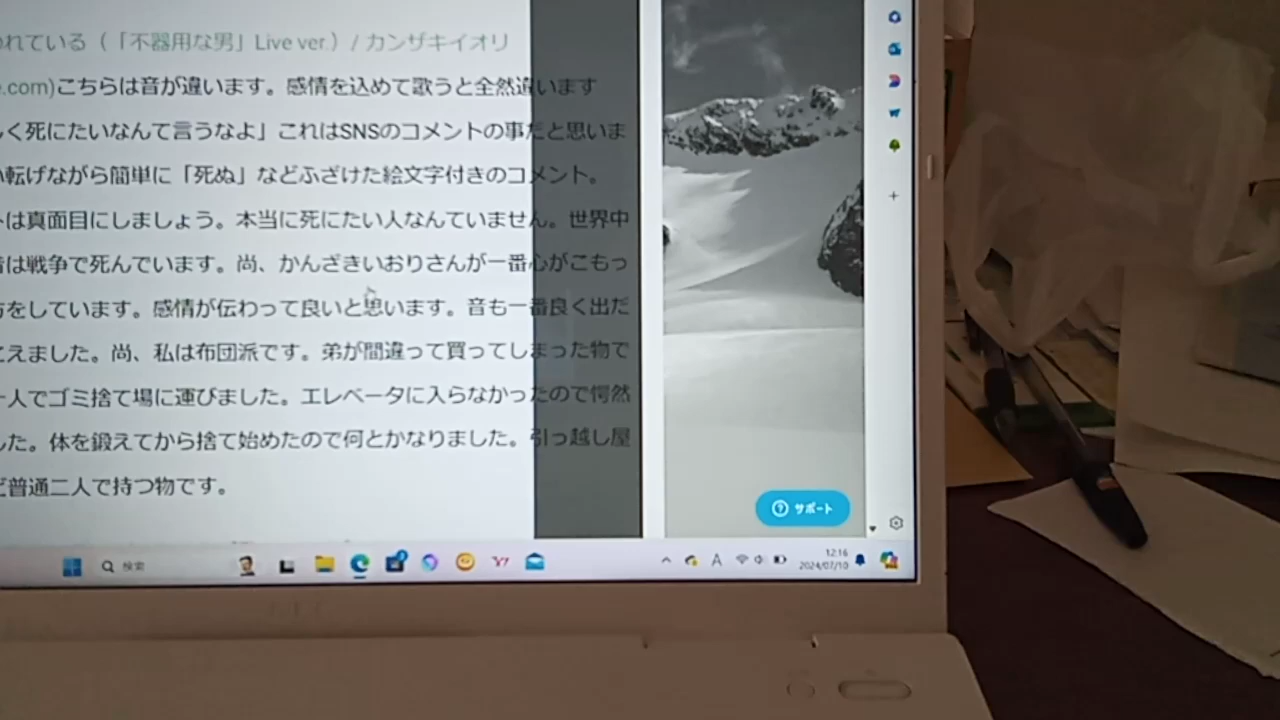 れている（「不器用な男」Live ver.）/ カンザキイオリ
.com)こちらは音が違います。感情を込めて歌うと全然違います
く死にたいなんて言うなよ」これはSNSのコメントの事だと思いま
転げながら簡単に「死ぬ」などふざけた絵文字付きのコメント。
は真面目にしましょう。本当に死にたい人なんていません。世界中
は戦争で死んでいます。尚、かんざきいおりさんが一番心がこもっ
をしています。感情が伝わって良いと思います。音も一番良く出だ
えました。尚、私は布団派です。弟が間違って買ってしまった物で
一人でゴミ捨て場に運びました。エレベータに入らなかったので愕然
した。体を鍛えてから捨て始めたので何とかなりました。引っ越し屋
ど普通二人で持つ物です。
サポート
検索
A
12:16
2024/07/10
NEC